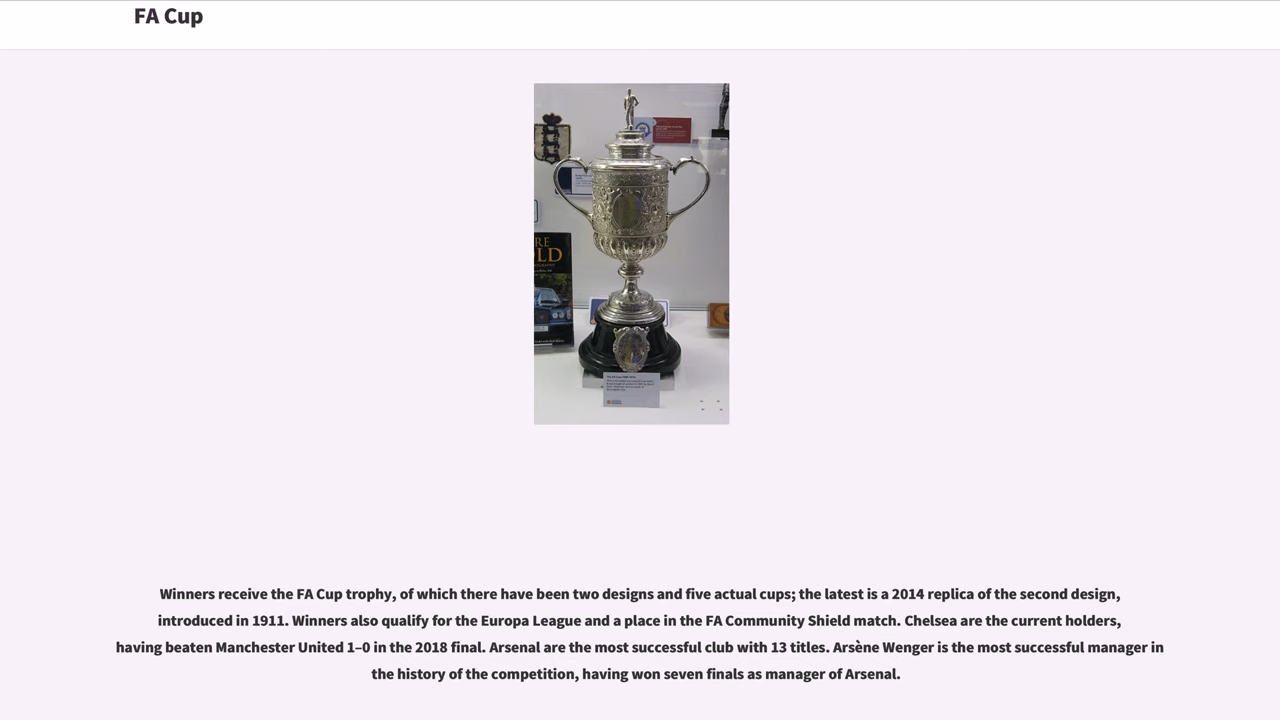 FA Cup
RE
LD
Winners receive the FA Cup trophy, of which there have been two designs and five actual cups; the latest is a 2014 replica of the second design,
introduced in 1911. Winners also qualify for the Europa League and a place in the FA Community Shield match. Chelsea are the current holders,
having beaten Manchester United 1–0 in the 2018 final. Arsenal are the most successful club with 13 titles. Arsène Wenger is the most successful manager in
the history of the competition, having won seven finals as manager of Arsenal.